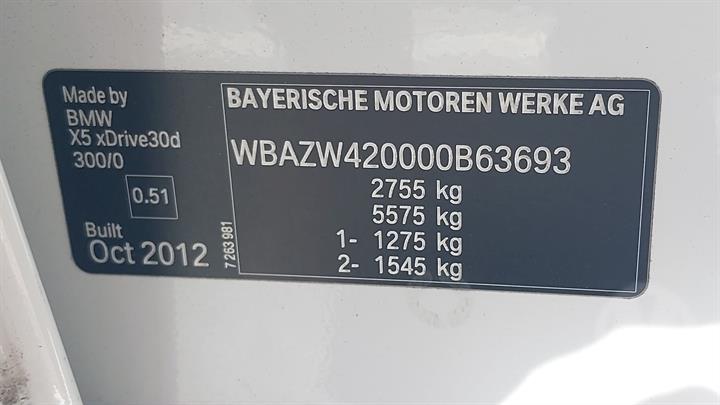 Made by
BMW
X5 xDrive30d
300/0
0.51
Built
Oct 2012
7 263 981
BAYERISCHE MOTOREN WERKE AG
WBAZW420000B63693
2755 kg
5575 kg
1- 1275 kg
2- 1545 kg